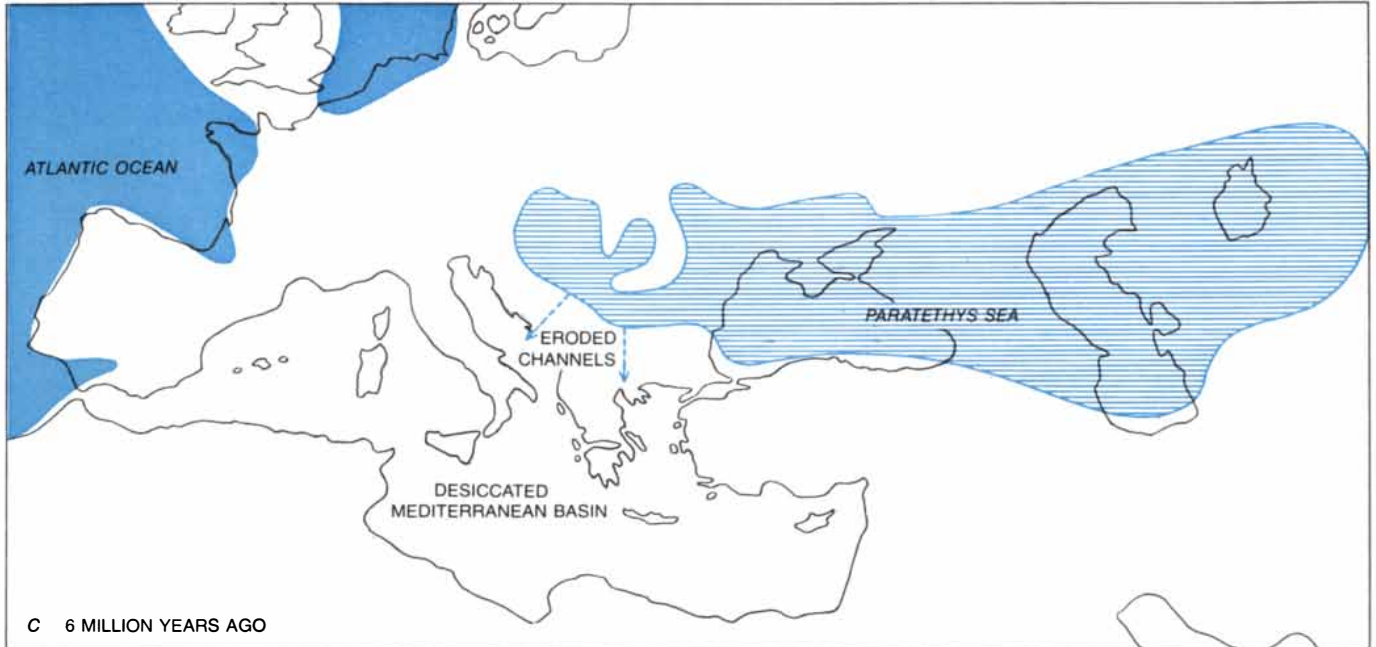 ATLANTIC OCEAN
PARATETHYS SEA
ERODED
CHANNELS
DESICCATED
MEDITERRANEAN BASIN
C 6 MILLION YEARS AGO